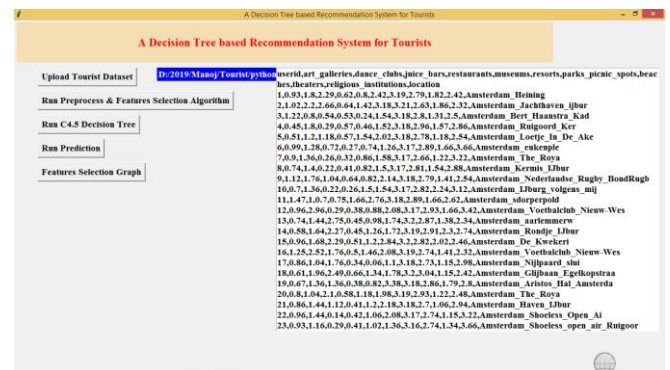 A Decision Tree based Recommendation System for Tourists
A Decision Tree based Recommendation System for Tourists
Upload Tourist Dataset
D:/2019/Manoj/Tourist/python
Run Preprocess & Features Selection Algorithm
Run C4.5 Decision Tree
Run Prediction
Features Selection Graph
userid,art_galleries,dance_clubs,juice_bars,restaurants,museums,resorts,parks_picnic_spots,beac
hes,theaters,religious_institutions,location
1,0.93,1.8,2.29,0.62,0.8,2.42,3.19,2.79,1.82,2.42,Amsterdam_Heining
2,1.02,2.2,2.66,0.64,1.42,3.18,3.21,2.63,1.86,2.32,Amsterdam_Jachthaven_ijbur
3,1.22,0.8,0.54,0.53,0.24,1.54,3.18,2.8,1.31,2.5,Amsterdam_Bert_Haanstra_Kad
4,0.45,1.8,0.29,0.57,0.46,1.52,3.18,2.96,1.57,2.86,Amsterdam_Ruigoord_Ker
5,0.51,1.2,1.18,0.57,1.54,2.02,3.18,2.78,1.18,2.54,Amsterdam_Loetje_In_De_Ake
6,0.99,1.28,0.72,0.27,0.74,1.26,3.17,2.89,1.66,3.66,Amsterdam_eukenple
7,0.9,1.36,0.26,0.32,0.86,1.58,3.17,2.66,1.22,3.22,Amsterdam_The_Roya
8,0.74,1.4,0.22,0.41,0.82,1.5,3.17,2.81,1.54,2.88,Amsterdam_Kermis_IJbur
9,1.12,1.76,1.04,0.64,0.82,2.14,3.18,2.79,1.41,2.54,Amsterdam_Nederlandse_Rugby_BondRugb
10,0.7,1.36,0.22,0.26,1.5,1.54,3.17,2.82,2.24,3.12,Amsterdam_IJburg_volgens_mij
11,1.47,1.0,7,0.75,1.66,2.76,3.18,2.89,1.66,2.62,Amsterdam_sdorperpold
12,0.96,2.96,0.29,0.38,0.88,2.08,3.17,2.93,1.66,3.42,Amsterdam_Voetbalclub_Nieuw-Wes
13,0.74,1.44,2.75,0.45,0.98,1.74,3.2,2.87,1.38,2.34,Amsterdam_aarlemmerw
14,0.58,1.64,2.27,0.45,1.26,1.72,3.19,2.91,2.3,2.74,Amsterdam_Rondje_IJbur
15,0.96,1.68,2.29,0.51,1.2,2.84,3.2,2.82,2.02,2.46,Amsterdam_De_Kwekeri
16,1.25,2.52,1.76,0.5,1.46,2.08,3.19,2.74,1.41,2.32,Amsterdam_Voetbalclub_Nieuw-Wes
17,0.86,1.04,1.76,0.34,0.06,1.1,3.18,2.73,1.15,2.98,Amsterdam_Nijlpaard_slui
18,0.61,1.96,2.49,0.66,1.34,1.78,3.2,3.04,1.15,2.42,Amsterdam_Glijbaan_Egelkopstraa
19,0.67,1.36,1.36,0.38,0.82,3.38,3.18,2.86,1.79,2.8,Amsterdam_Aristos_Hal_Amsterda
20,0.8,1.04,2.1,0.58,1.18,1.98,3.19,2.93,1.22,2.48,Amsterdam_The_Roya
21,0.86,1.44,1.12,0.41,1.2,2.18,3.18,2.7,1.06,2.94,Amsterdam_Haven_IJbur
22,0.96,1.44,0.14,0.42,1.06,2.08,3.17,2.74,1.15,3.22,Amsterdam_Shoeless_Open_Ai
23,0.93,1.16,0.29,0.41,1.02,1.36,3.16,2.74,1.34,3.66,Amsterdam_Shoeless_open_air_Ruigoor